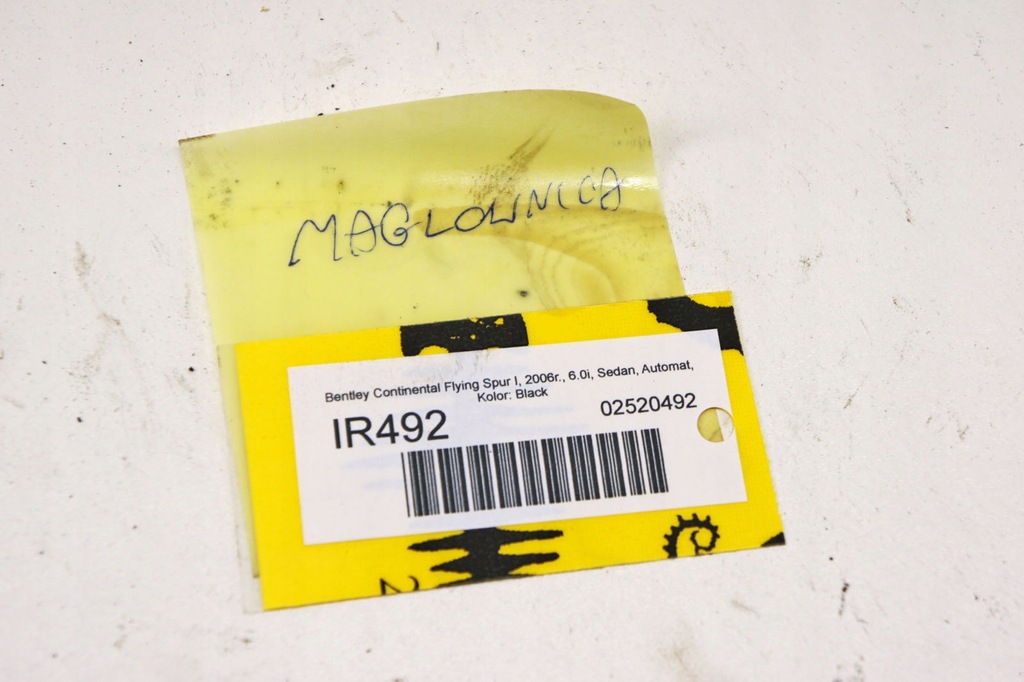 MAGLOWNICA
Bentley Continental Flying Spur I, 2006r., 6.0i, Sedan, Automat,
Kolor: Black
IR492
02520492